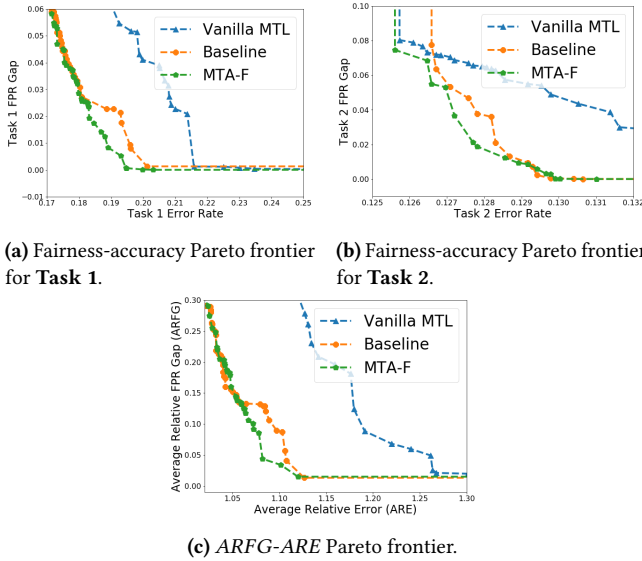 0.06
0.05
0.04
0.03
0.02
0.01
0.00
−0.01
Task 1 FPR Gap
Vanilla MTL
Baseline
MTA-F
0.17 0.18 0.19 0.20 0.21 0.22 0.23 0.24 0.25
Task 1 Error Rate
0.10
0.08
0.06
0.04
0.02
0.00
Task 2 FPR Gap
Vanilla MTL
Baseline
MTA-F
0.125 0.126 0.127 0.128 0.129 0.130 0.131 0.132
Task 2 Error Rate
(a) Fairness-accuracy Pareto frontier
for Task 1.
(b) Fairness-accuracy Pareto frontier
for Task 2.
0.30
0.25
0.20
0.15
0.10
0.05
Average Relative FPR Gap (ARFG)
Vanilla MTL
Baseline
MTA-F
1.05 1.10 1.15 1.20 1.25 1.30
Average Relative Error (ARE)
(c) ARFG-ARE Pareto frontier.